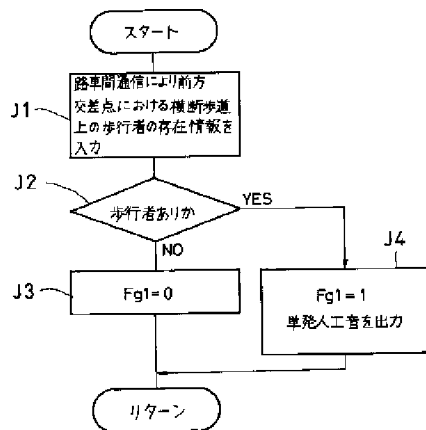 スタート
J1
路車間通信により前方
交差点における横断歩道
上の歩行者の存在情報を
入力
J2
歩行者ありか
YES
NO
J4
J3
Fg1=0
Fg1=1
単発人工音を出力
リターン